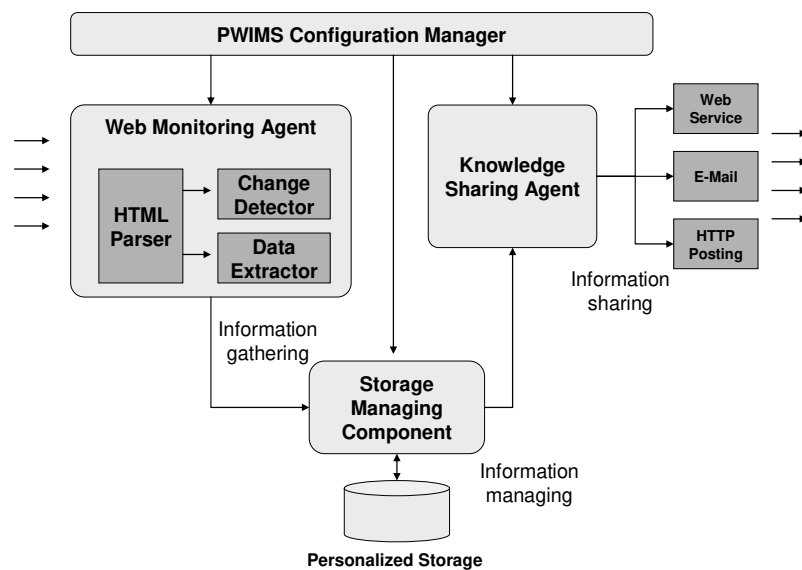 PWIMS Configuration Manager
Web Monitoring Agent
HTML
Parser
Change
Detector
Data
Extractor
Knowledge
Sharing Agent
Web
Service
E-Mail
HTTP
Posting
Information
sharing
Information
gathering
Storage
Managing
Component
Information
managing
Personalized Storage